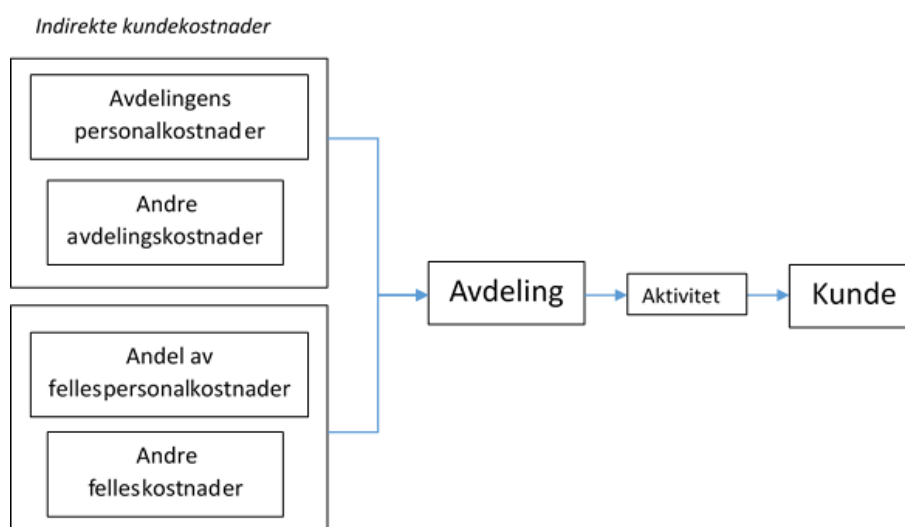 Indirekte kundekostnader
Avdelingens
personalkostnader
Andre
avdelingskostnader
Avdeling
Aktivitet
Kunde
Andel av
fellespersonalkostnader
Andre
felleskostnader